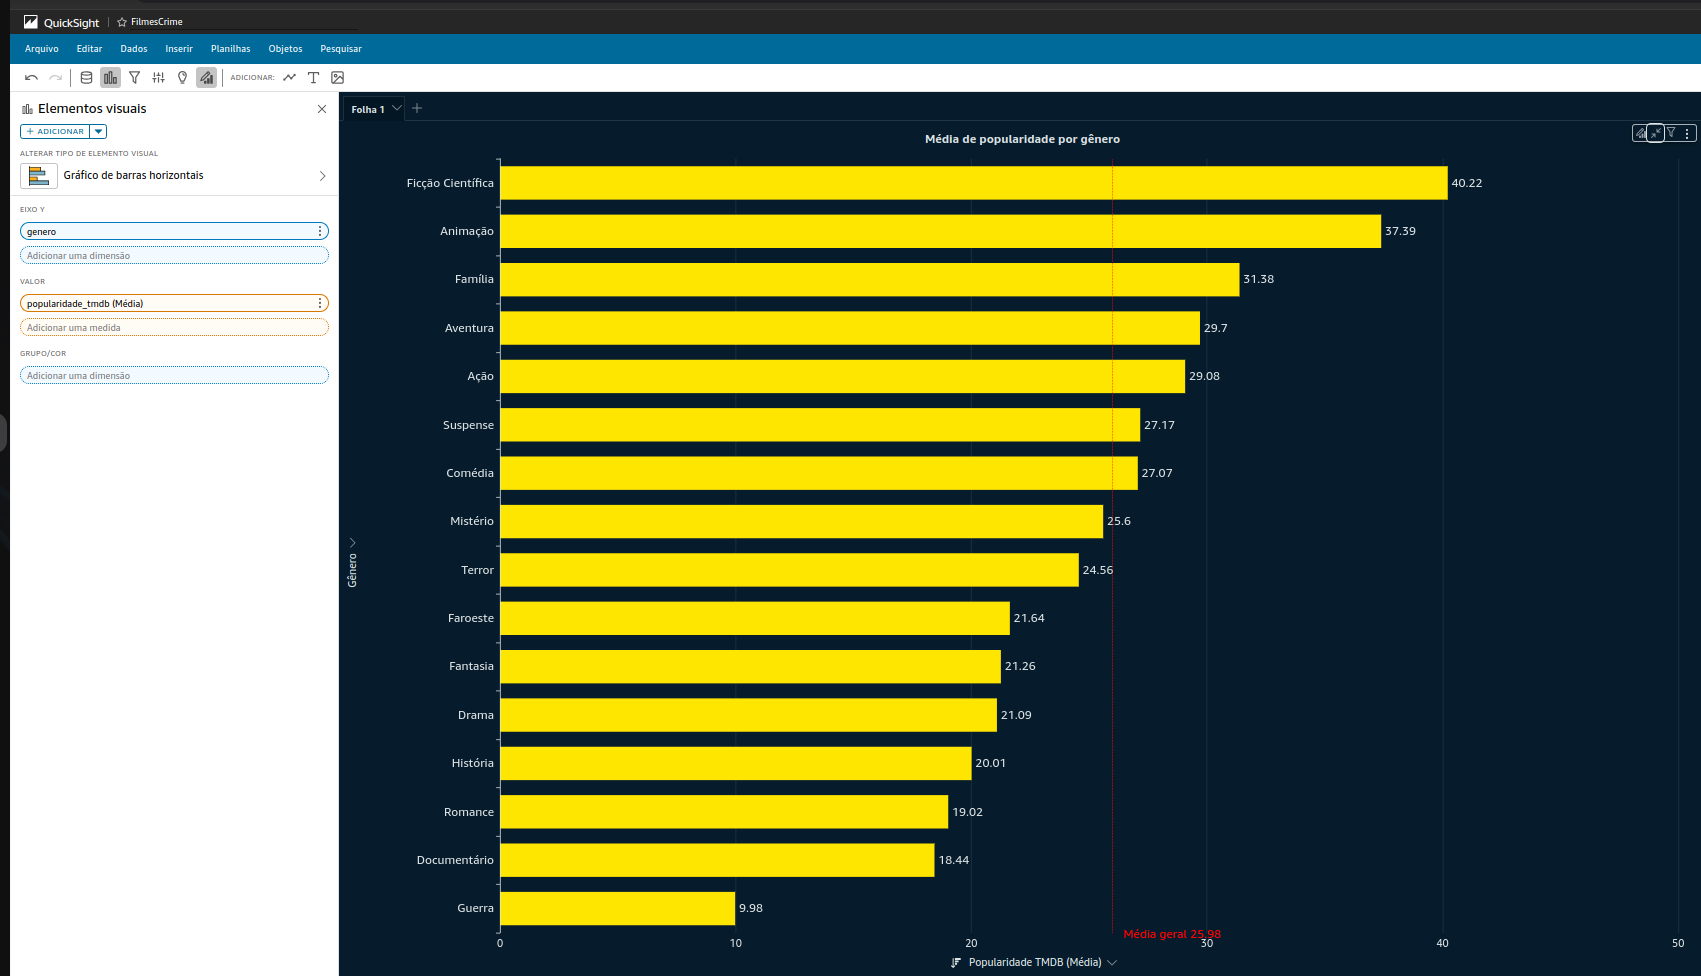 QuickSight
FilmesCrime
Arquivo Editar Dados Inserir Planilhas Objetos Pesquisar
ADICIONAR:
Elementos visuais
ADICIONAR
ALTERAR TIPO DE ELEMENTO VISUAL
Gráfico de barras horizontais
EIXO Y
genero
Adicionar uma dimensão
VALOR
popularidade_tmdb (Média)
Adicionar uma medida
GRUPO/COR
Adicionar uma dimensão
Folha 1
Média de popularidade por gênero
Gênero
Ficção Científica 40.22
Animação 37.39
Família 31.38
Aventura 29.7
Ação 29.08
Suspense 27.17
Comédia 27.07
Mistério 25.6
Terror 24.56
Faroeste 21.64
Fantasia 21.26
Drama 21.09
História 20.01
Romance 19.02
Documentário 18.44
Guerra 9.98
Média geral 25.98
0 10 20 30 40 50
Popularidade TMDB (Média)